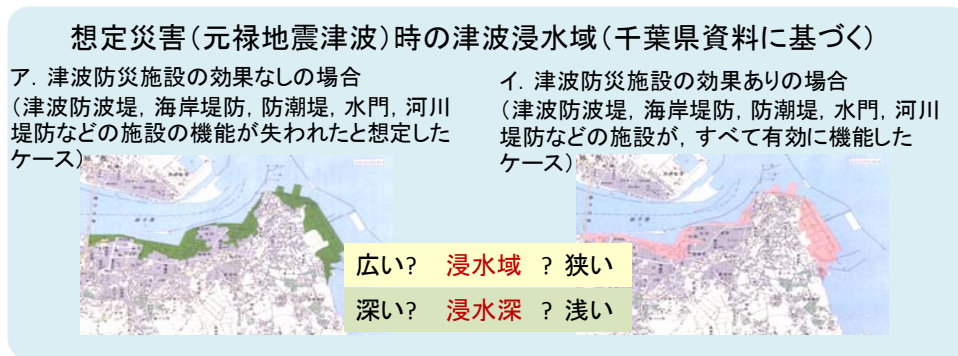 想定災害（元禄地震津波）時の津波浸水域（千葉県資料に基づく）
ア．津波防災施設の効果なしの場合
（津波防波堤，海岸堤防，防潮堤，水門，河川
堤防などの施設の機能が失われたと想定した
ケース）
イ．津波防災施設の効果ありの場合
（津波防波堤，海岸堤防，防潮堤，水門，河川
堤防などの施設が，すべて有効に機能した
ケース）
広い？ 浸水域 ？狭い
深い？ 浸水深 ？浅い